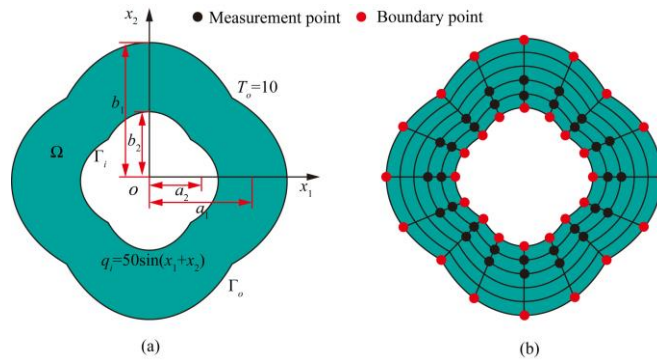 ● Measurement point ● Boundary point
x₂
Tₒ=10
b₁
b₂
Ω
Γᵢ
o
x₁
a₂
a₁
qᵢ=50sin(x₁+x₂)
Γₒ
(a)
(b)